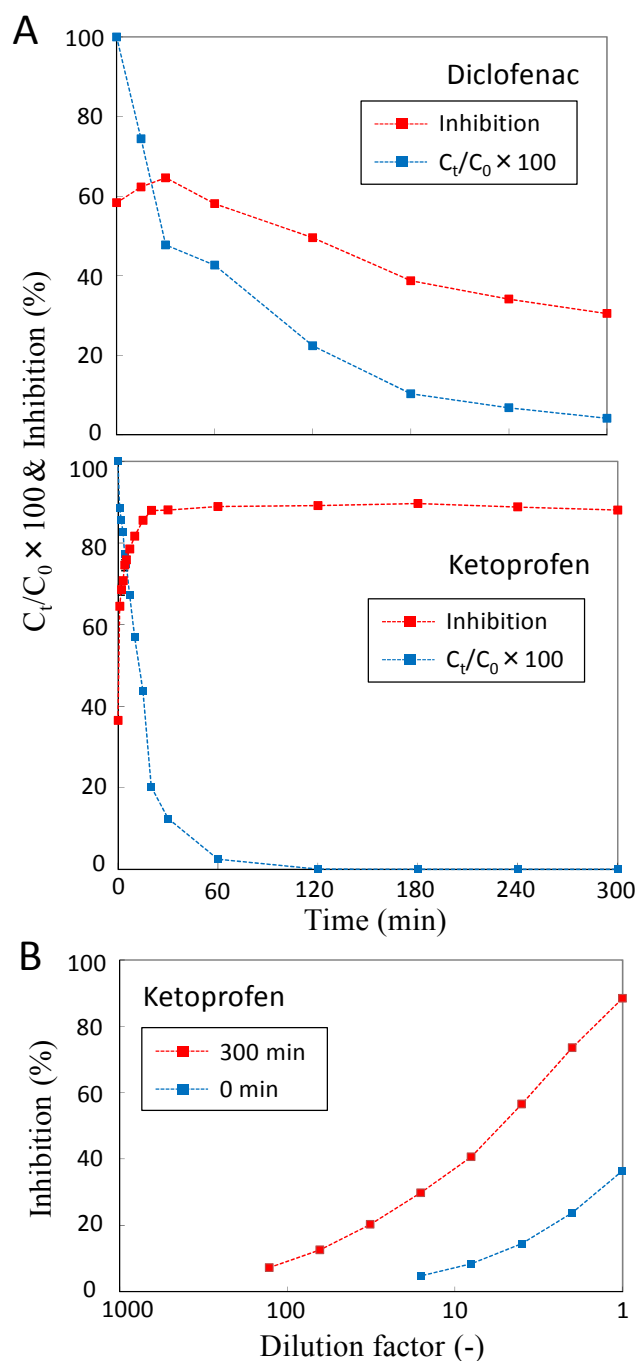 A
100
80
60
40
20
0
Diclofenac
Inhibition
Cₜ/C₀ × 100
Cₜ/C₀ × 100 & Inhibition (%)
100
80
60
40
20
0
Ketoprofen
Inhibition
Cₜ/C₀ × 100
0 60 120 180 240 300
Time (min)
B
100
80
60
40
20
0
Inhibition (%)
Ketoprofen
300 min
0 min
1000 100 10 1
Dilution factor (-)